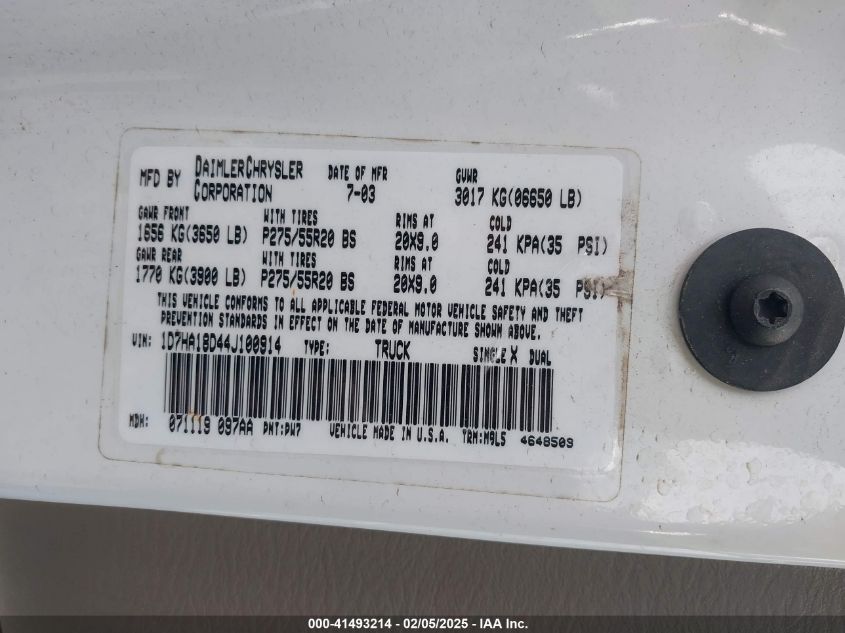 MFD BY DAIMLERCHRYSLER CORPORATION DATE OF MFR 7-03 GVWR 3017 KG(06650 LB)
GAWR FRONT WITH TIRES RIMS AT COLD
1656 KG(3650 LB) P275/55R20 BS 20X9.0 241 KPA(35 PSI)
GAWR REAR WITH TIRES RIMS AT COLD
1770 KG(3900 LB) P275/55R20 BS 20X9.0 241 KPA(35 PSI)
THIS VEHICLE CONFORMS TO ALL APPLICABLE FEDERAL MOTOR VEHICLE SAFETY AND THEFT
PREVENTION STANDARDS IN EFFECT ON THE DATE OF MANUFACTURE SHOWN ABOVE.
VIN: 1D7HA18D44J100914 TYPE: TRUCK SINGLE X DUAL
MDH: 071119 097AA PNT:PW7 VEHICLE MADE IN U.S.A. TRM:M9L5 4648509
000-41493214 - 02/05/2025 - IAA Inc.